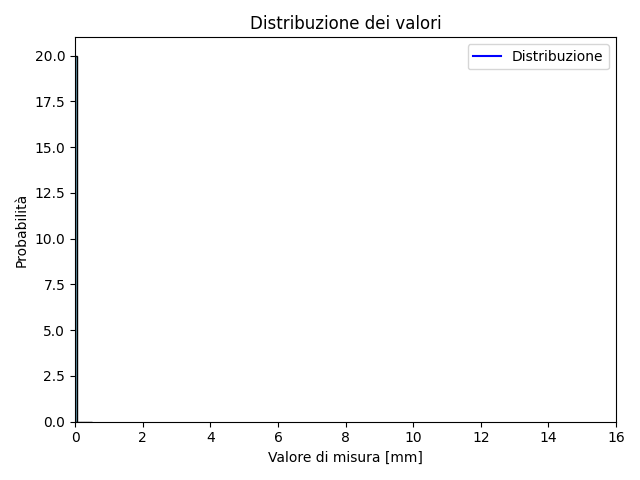 Distribuzione dei valori
Distribuzione
20.0
17.5
15.0
12.5
10.0
7.5
5.0
2.5
0.0
Probabilità
0 2 4 6 8 10 12 14 16
Valore di misura [mm]